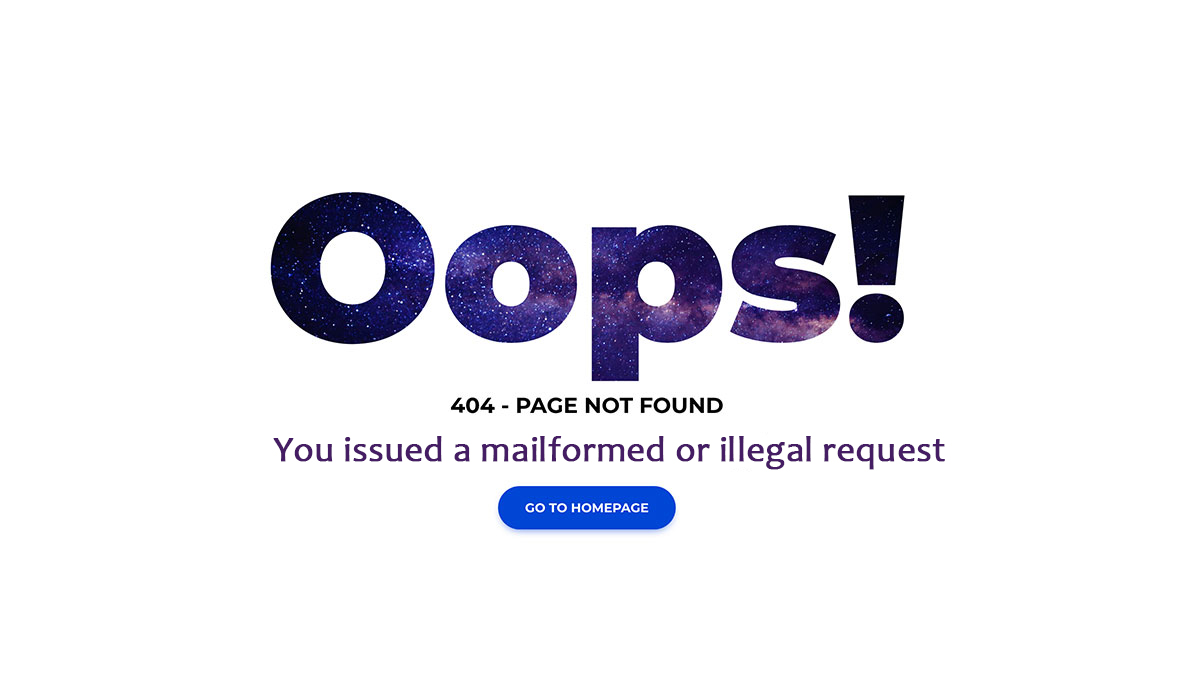 Oops!
404 - PAGE NOT FOUND
You issued a mailformed or illegal request
GO TO HOMEPAGE